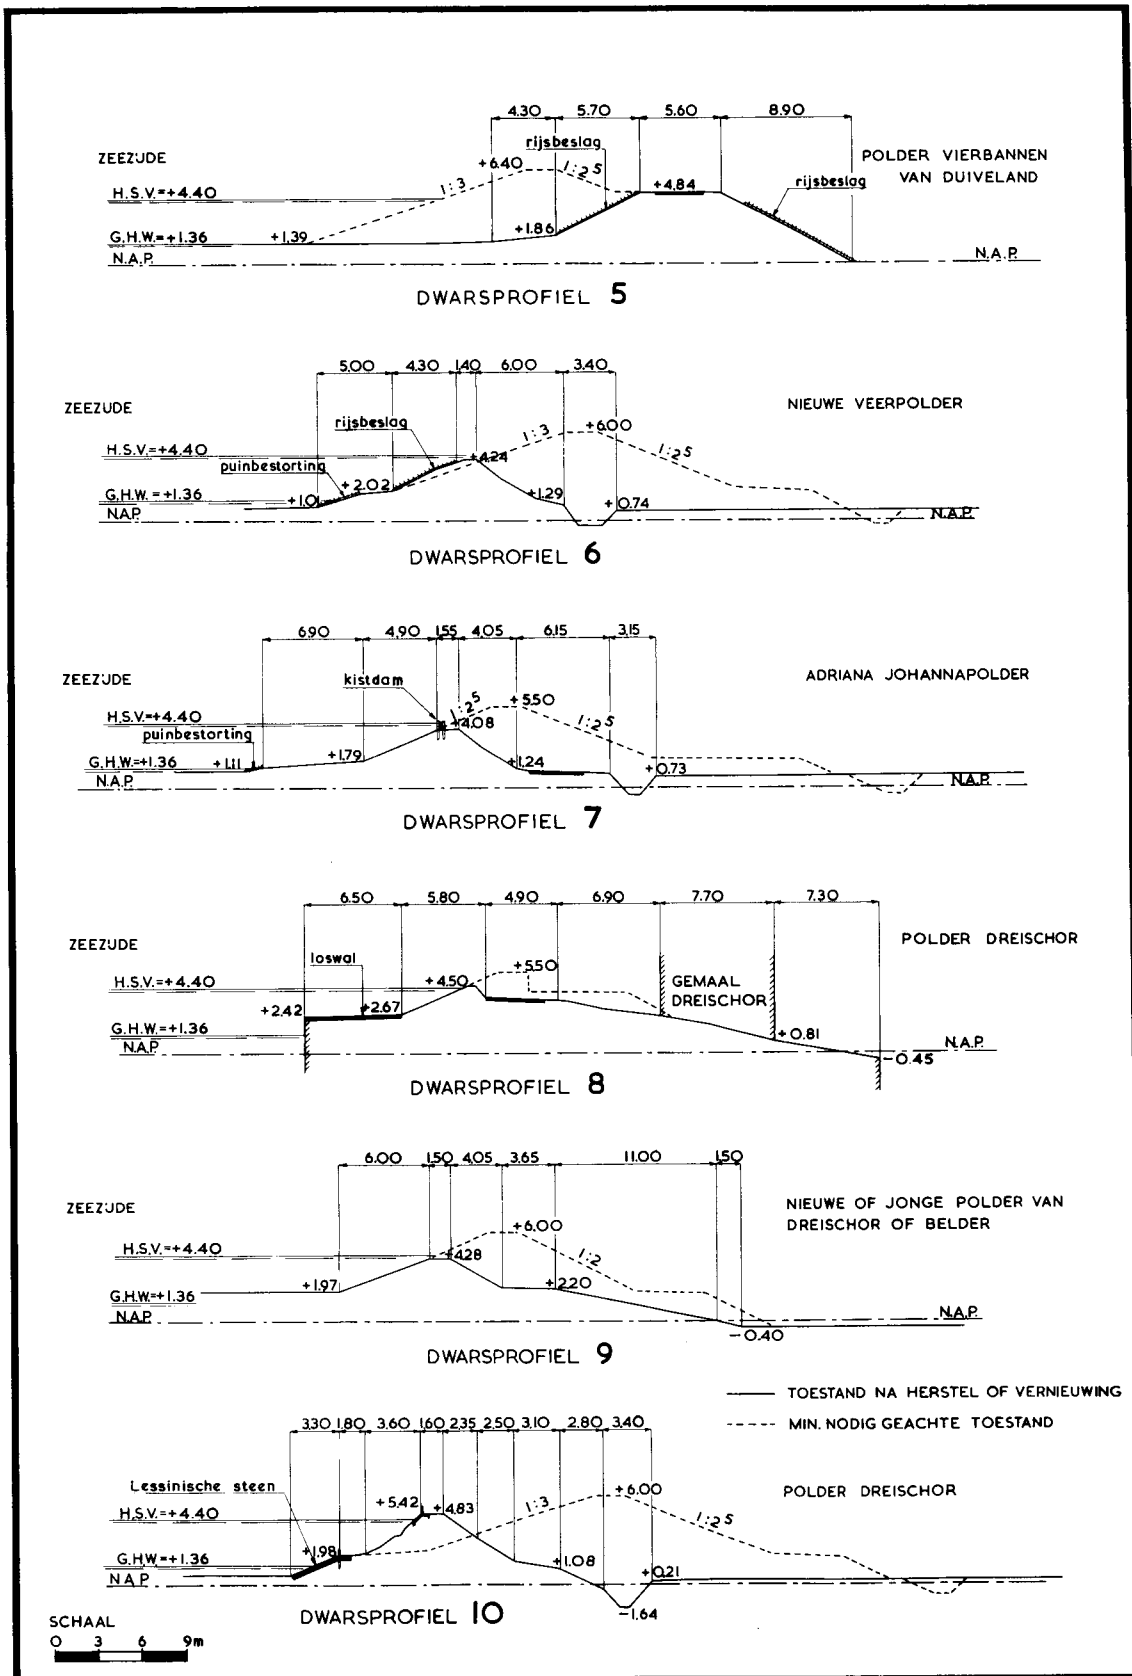 4.30 5.70 5.60 8.90
ZEEZIJDE
rijsbeslag
+6.40
1:2⁵
1:3
POLDER VIERBANNEN
VAN DUIVELAND
H.S.V.=+4.40
+4.84
rijsbeslag
+1.86
G.H.W.=+1.36
+1.39
N.A.P. N.A.P.
DWARSPROFIEL 5
5.00 4.30 1.40 6.00 3.40
ZEEZIJDE
NIEUWE VEERPOLDER
rijsbeslag
1:3
+6.00
1:2⁵
H.S.V.=+4.40
+4.24
puinbestorting
+2.02
G.H.W.=+1.36
+1.01
+1.29
+0.74
N.A.P. N.A.P.
DWARSPROFIEL 6
6.90 4.90 1.55 4.05 6.15 3.15
ZEEZIJDE
kistdam
ADRIANA JOHANNAPOLDER
1:2⁵
+5.50
H.S.V.=+4.40
+4.08
1:2⁵
puinbestorting
+1.79
G.H.W.=+1.36
+1.11
+1.24
+0.73
N.A.P. N.A.P.
DWARSPROFIEL 7
6.50 5.80 4.90 6.90 7.70 7.30
ZEEZIJDE
POLDER DREISCHOR
loswal
+5.50
H.S.V.=+4.40
+4.50
GEMAAL
DREISCHOR
+2.42
+2.67
G.H.W.=+1.36
+0.81
N.A.P. N.A.P.
-0.45
DWARSPROFIEL 8
6.00 1.50 4.05 3.65 11.00 1.50
ZEEZIJDE
NIEUWE OF JONGE POLDER VAN
DREISCHOR OF BELDER
+6.00
H.S.V.=+4.40
+4.28
1:2
+1.97
+2.20
G.H.W.=+1.36
N.A.P. N.A.P.
-0.40
DWARSPROFIEL 9
TOESTAND NA HERSTEL OF VERNIEUWING
MIN. NODIG GEACHTE TOESTAND
3.30 1.80 3.60 1.60 2.35 2.50 3.10 2.80 3.40
Lessinische steen
POLDER DREISCHOR
+5.42
+4.83
1:3
+6.00
1:2⁵
H.S.V.=+4.40
+1.98
G.H.W=+1.36
+1.08
+0.21
N.A.P.
-1.64
DWARSPROFIEL 10
SCHAAL
0 3 6 9m